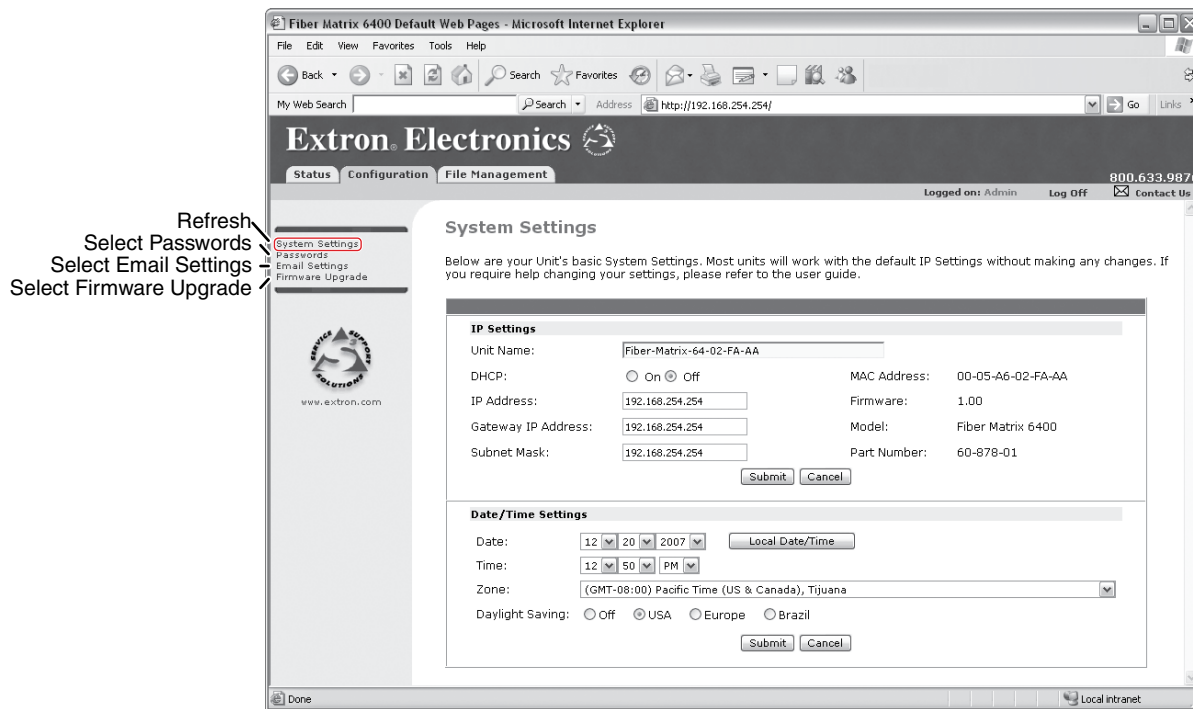 Fiber Matrix 6400 Default Web Pages - Microsoft Internet Explorer
File Edit View Favorites Tools Help
Back Search Favorites
My Web Search Search Address http://192.168.254.254/ Go Links
Extron® Electronics
Status Configuration File Management
800.633.987
Logged on: Admin Log Off Contact Us
Refresh
Select Passwords
Select Email Settings
Select Firmware Upgrade
System Settings
Passwords
Email Settings
Firmware Upgrade
SERVICE SUPPORT SOLUTIONS
S3
www.extron.com
System Settings
Below are your Unit's basic System Settings. Most units will work with the default IP Settings without making any changes. If
you require help changing your settings, please refer to the user guide.
IP Settings
Unit Name: Fiber-Matrix-64-02-FA-AA
DHCP: On Off MAC Address: 00-05-A6-02-FA-AA
IP Address: 192.168.254.254 Firmware: 1.00
Gateway IP Address: 192.168.254.254 Model: Fiber Matrix 6400
Subnet Mask: 192.168.254.254 Part Number: 60-878-01
Submit Cancel
Date/Time Settings
Date: 12 20 2007 Local Date/Time
Time: 12 50 PM
Zone: (GMT-08:00) Pacific Time (US & Canada), Tijuana
Daylight Saving: Off USA Europe Brazil
Submit Cancel
Done Local intranet